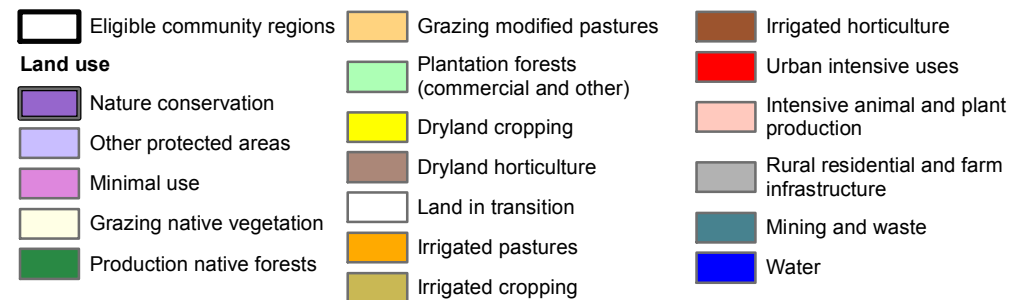 Eligible community regions
Land use
Nature conservation
Other protected areas
Minimal use
Grazing native vegetation
Production native forests
Grazing modified pastures
Plantation forests
(commercial and other)
Dryland cropping
Dryland horticulture
Land in transition
Irrigated pastures
Irrigated cropping
Irrigated horticulture
Urban intensive uses
Intensive animal and plant
production
Rural residential and farm
infrastructure
Mining and waste
Water